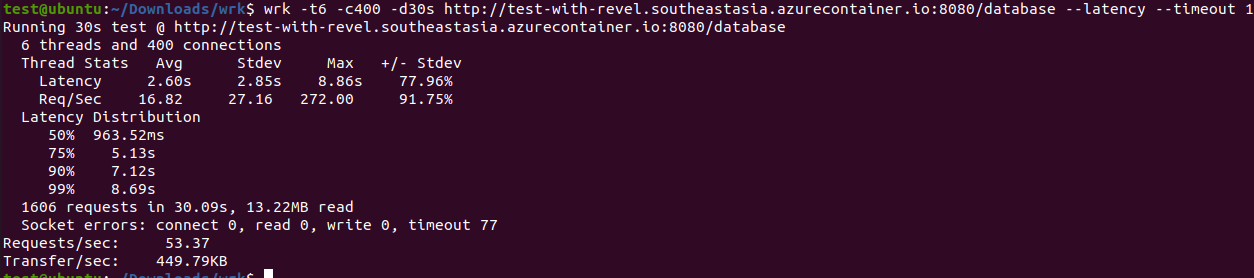 test@ubuntu:~/Downloads/wrk$ wrk -t6 -c400 -d30s http://test-with-revel.southeastasia.azurecontainer.io:8080/database --latency --timeout 1
Running 30s test @ http://test-with-revel.southeastasia.azurecontainer.io:8080/database
  6 threads and 400 connections
  Thread Stats   Avg      Stdev     Max   +/- Stdev
    Latency     2.60s     2.85s    8.86s    77.96%
    Req/Sec    16.82     27.16   272.00     91.75%
  Latency Distribution
     50%  963.52ms
     75%    5.13s
     90%    7.12s
     99%    8.69s
  1606 requests in 30.09s, 13.22MB read
  Socket errors: connect 0, read 0, write 0, timeout 77
Requests/sec:     53.37
Transfer/sec:    449.79KB
test@ubuntu:~/Downloads/wrk$